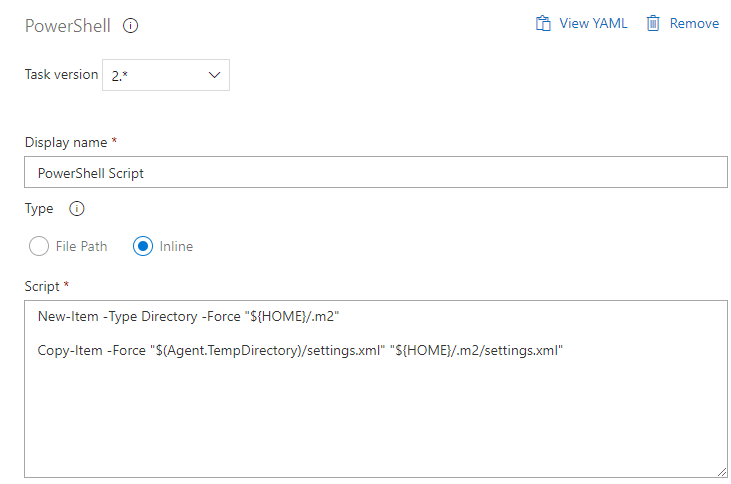 PowerShell
View YAML
Remove
Task version
2.*
Display name *
PowerShell Script
Type
File Path
Inline
Script *
New-Item -Type Directory -Force "${HOME}/.m2"
Copy-Item -Force "$(Agent.TempDirectory)/settings.xml" "${HOME}/.m2/settings.xml"